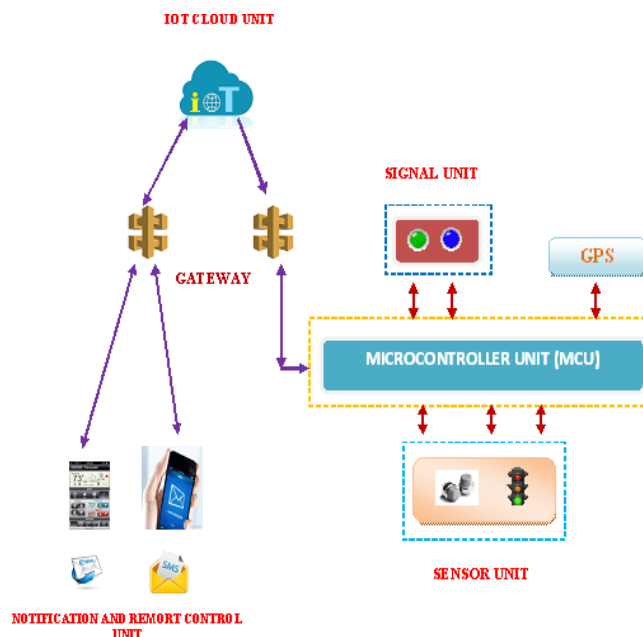 IOT CLOUD UNIT
iOT
SIGNAL UNIT
GPS
GATEWAY
MICROCONTROLLER UNIT (MCU)
SMS
SENSOR UNIT
NOTIFICATION AND REMORT CONTROL
UNIT